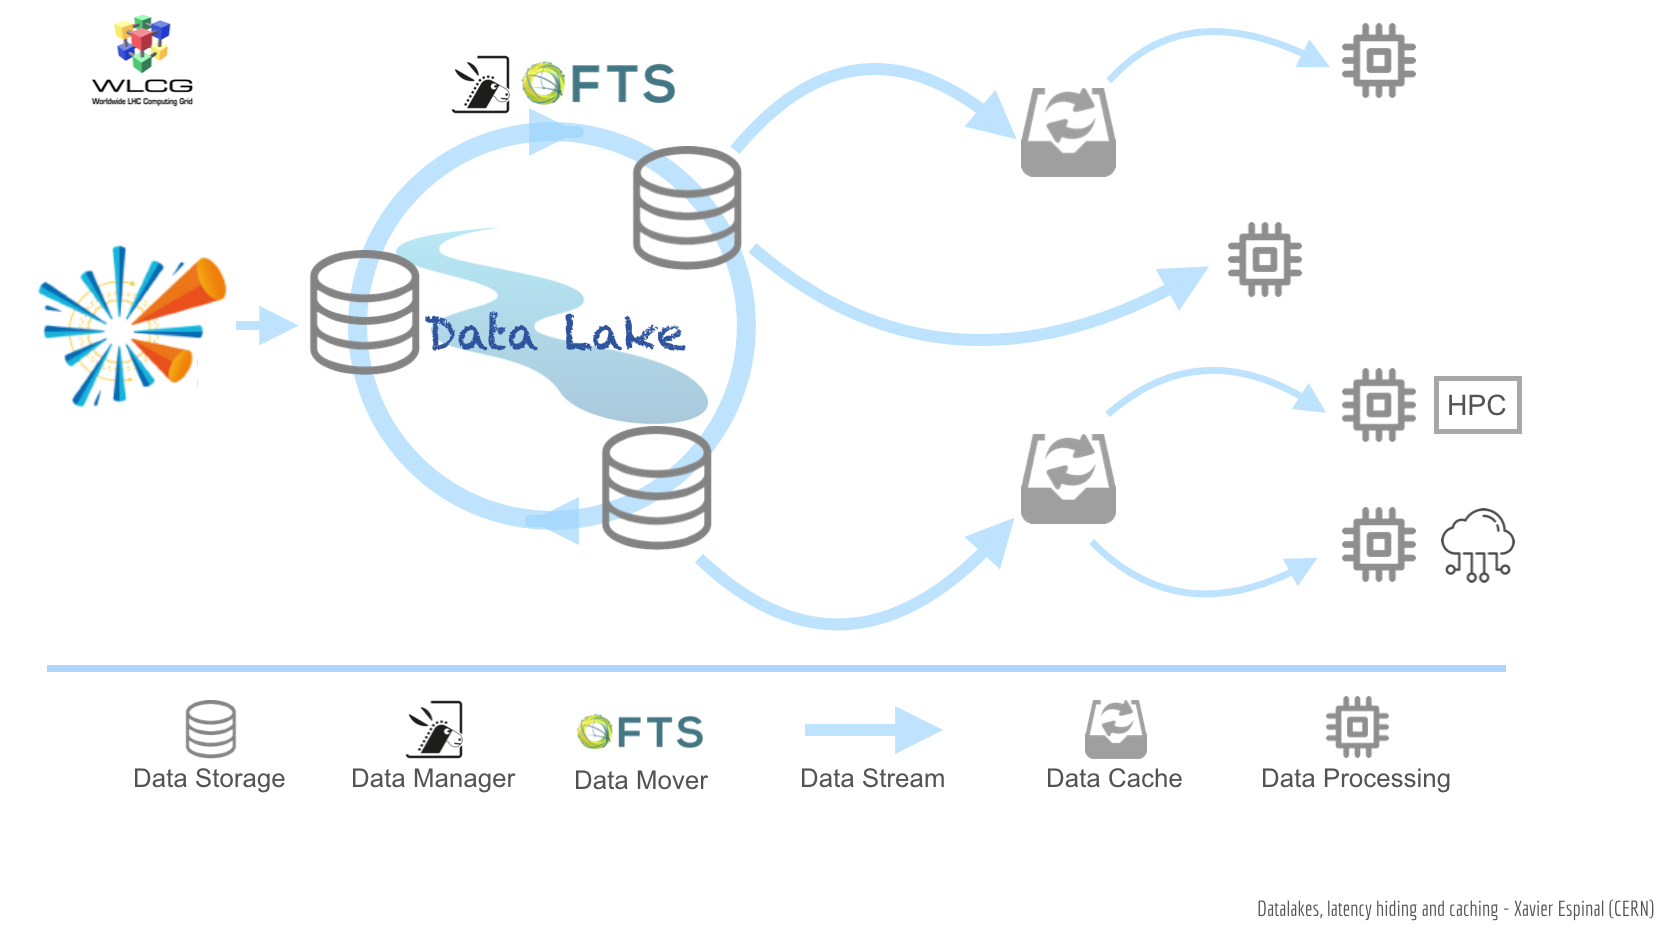 WLCG
Worldwide LHC Computing Grid
FTS
Data Lake
HPC
FTS
Data Storage
Data Manager
Data Mover
Data Stream
Data Cache
Data Processing
Datalakes, latency hiding and caching - Xavier Espinal (CERN)